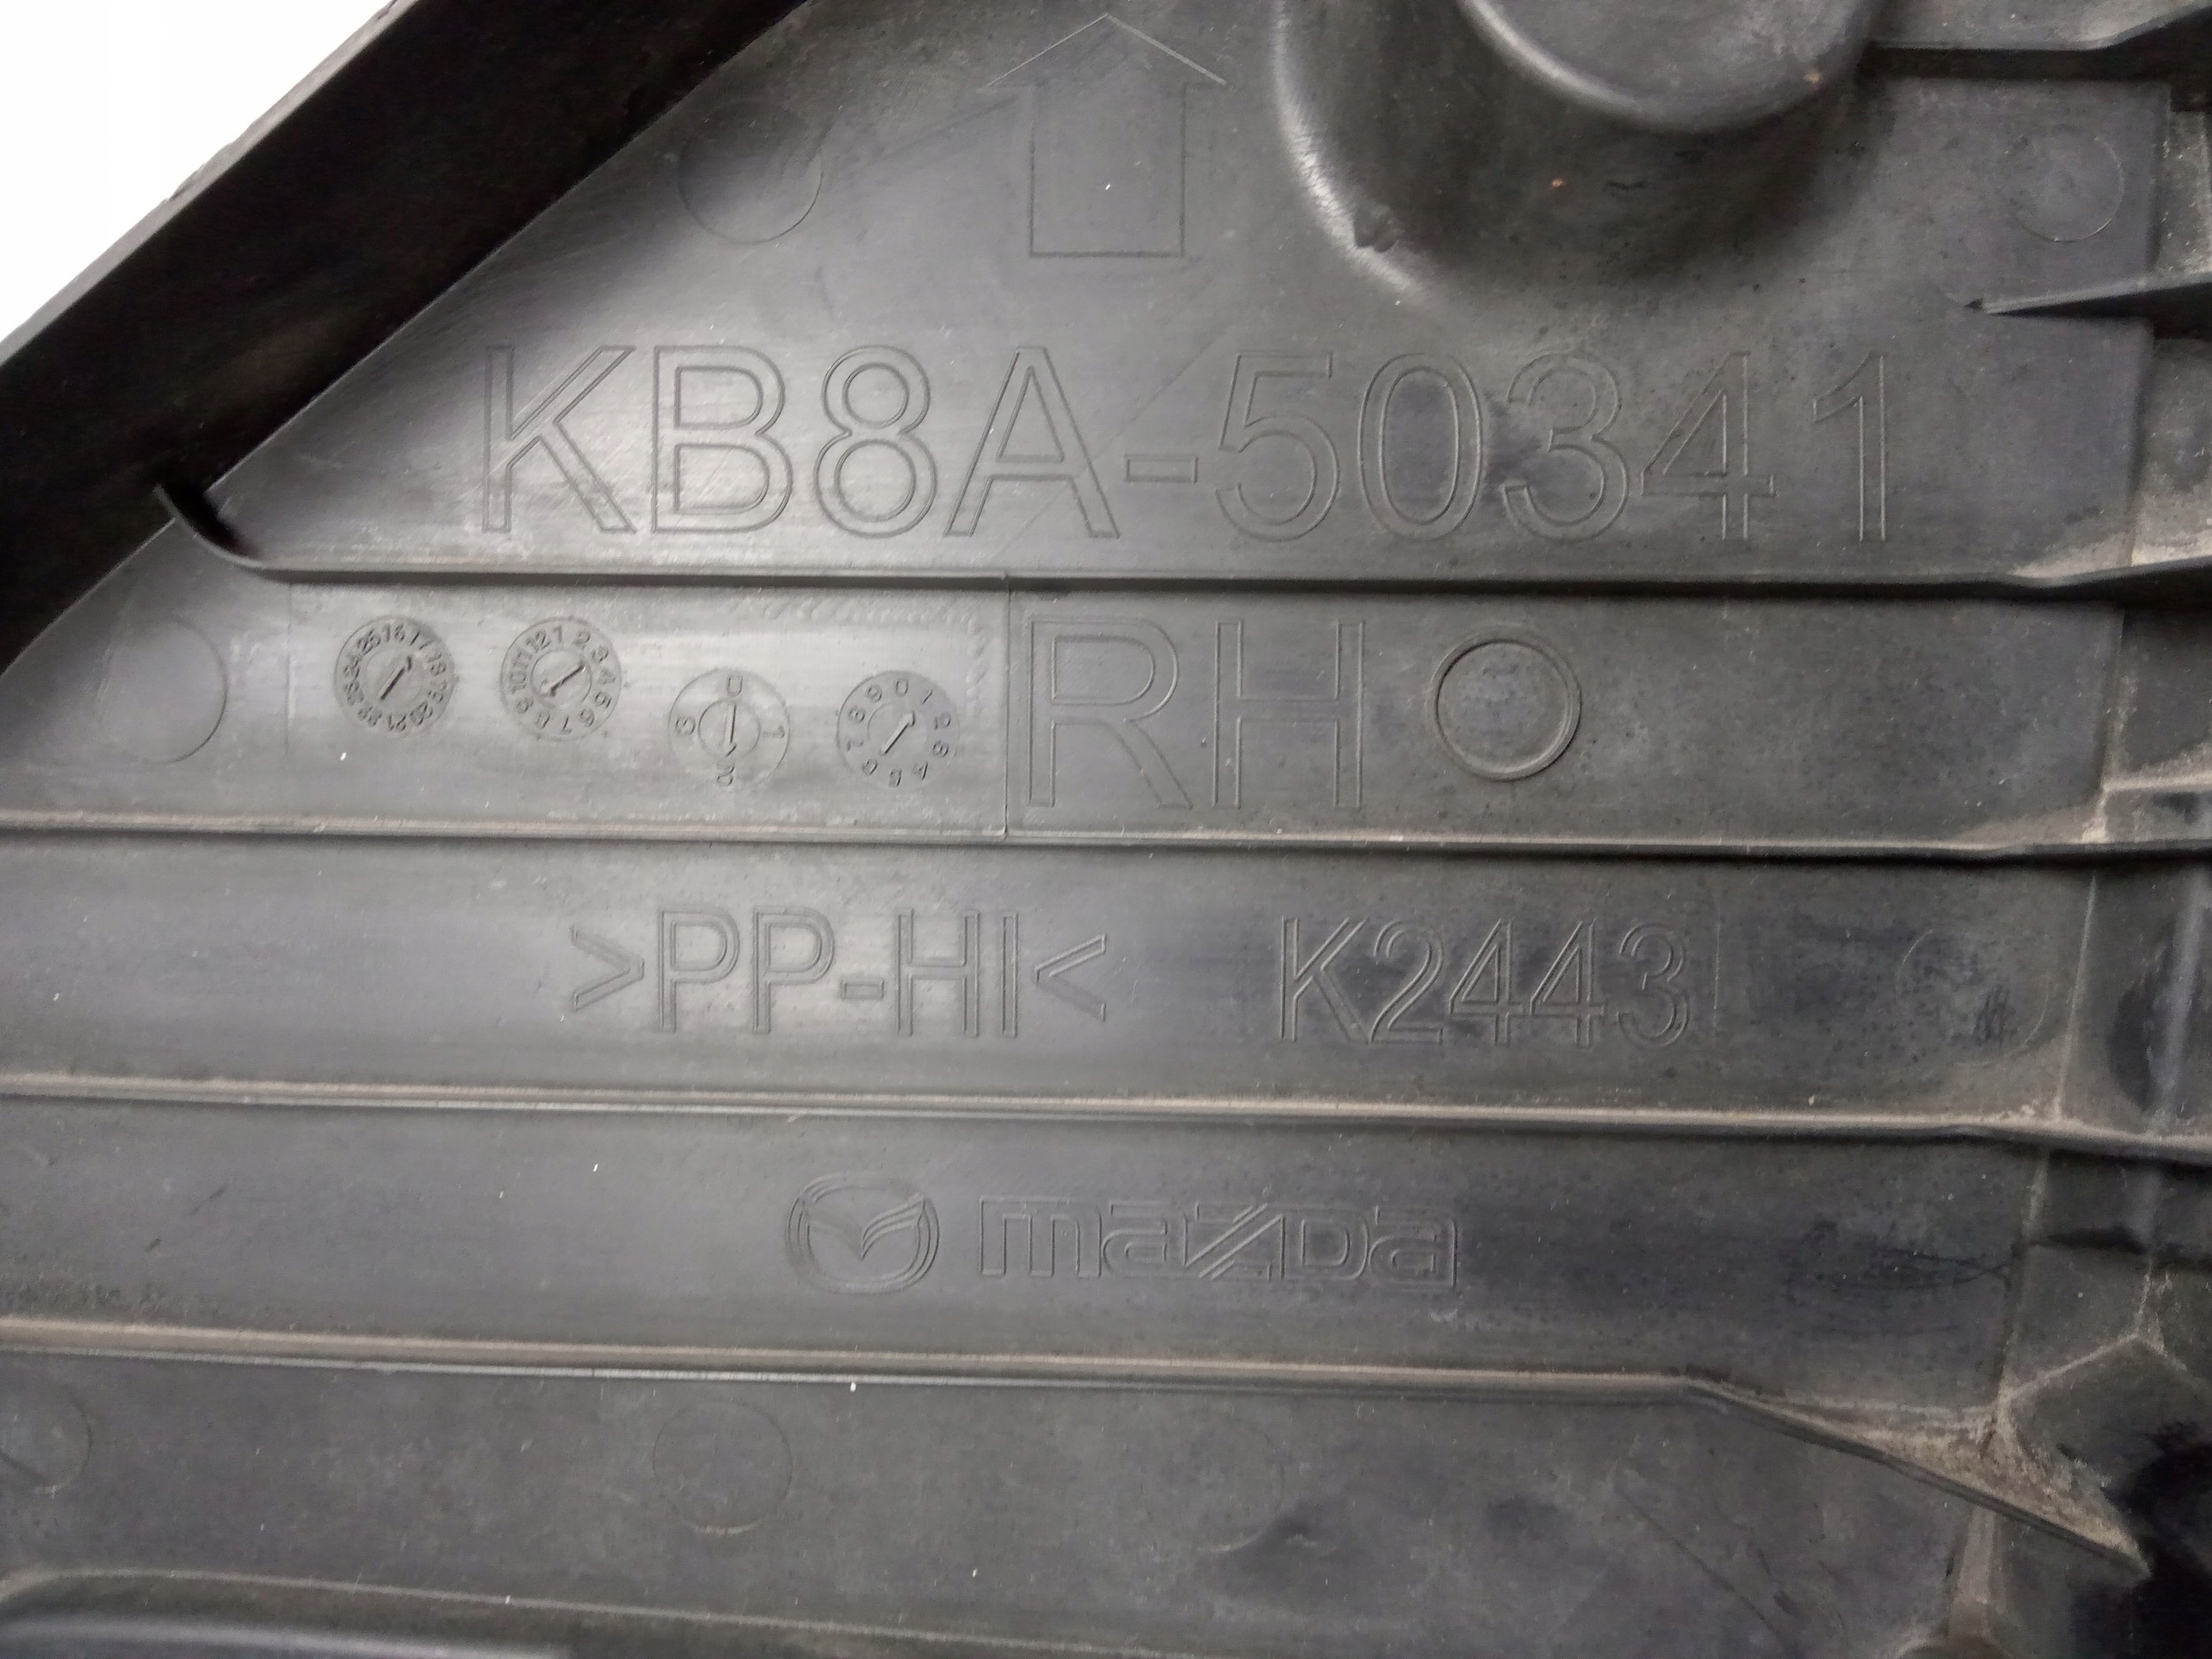 KB8A-50341
RH
>PP-HI< K2443
mazda